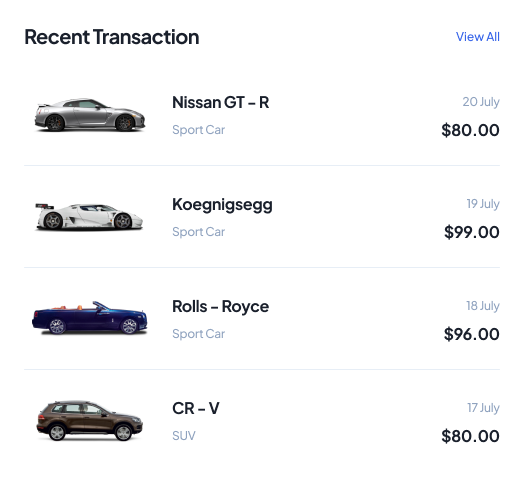 Recent Transaction View All
Nissan GT - R 20 July
Sport Car $80.00
Koegnigsegg 19 July
Sport Car $99.00
Rolls - Royce 18 July
Sport Car $96.00
CR - V 17 July
SUV $80.00